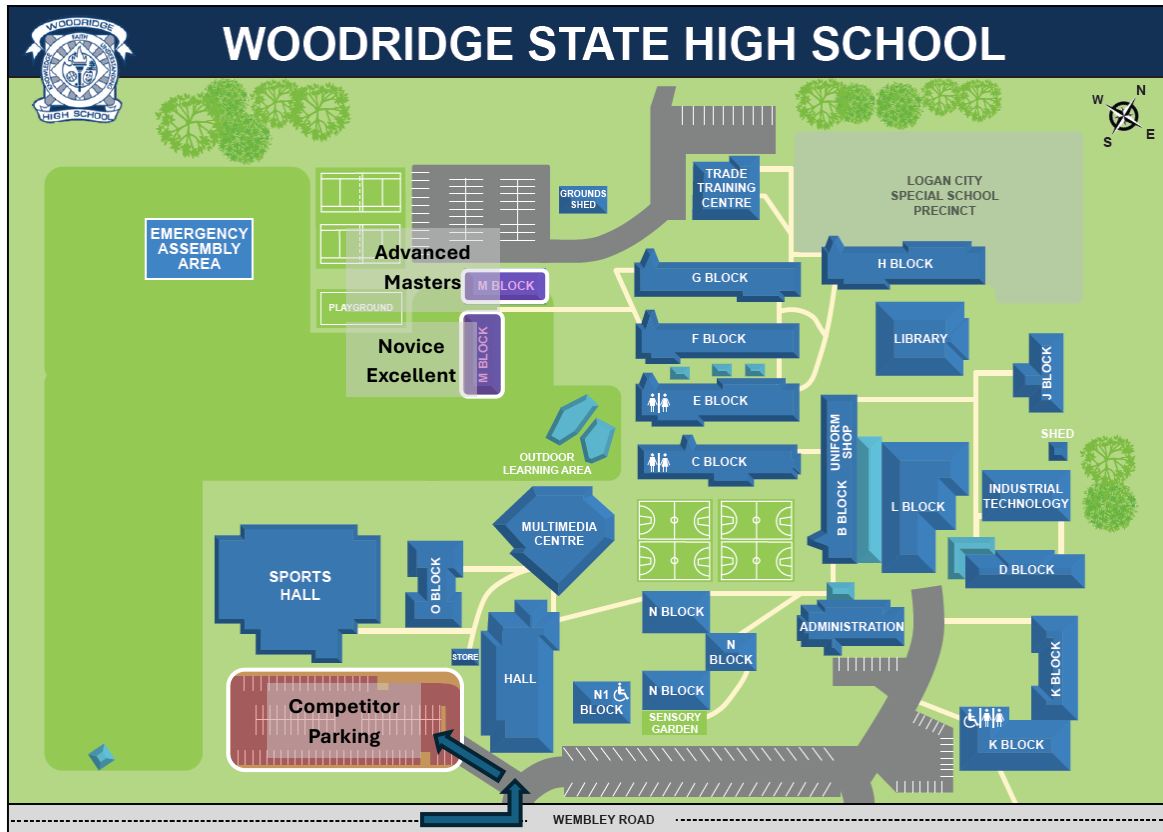 WOODRIDGE
FAITH
KNOWLEDGE
UNDERSTANDING
HIGH SCHOOL
WOODRIDGE STATE HIGH SCHOOL
N
W
E
S
EMERGENCY
ASSEMBLY
AREA
GROUNDS
SHED
TRADE
TRAINING
CENTRE
LOGAN CITY
SPECIAL SCHOOL
PRECINCT
Advanced
Masters
M BLOCK
G BLOCK
H BLOCK
PLAYGROUND
Novice
Excellent
M BLOCK
F BLOCK
LIBRARY
J BLOCK
E BLOCK
UNIFORM
SHOP
B BLOCK
SHED
OUTDOOR
LEARNING AREA
C BLOCK
L BLOCK
INDUSTRIAL
TECHNOLOGY
MULTIMEDIA
CENTRE
SPORTS
HALL
O BLOCK
D BLOCK
N BLOCK
ADMINISTRATION
N
BLOCK
STORE
HALL
N1
BLOCK
N BLOCK
SENSORY
GARDEN
K BLOCK
K BLOCK
Competitor
Parking
WEMBLEY ROAD